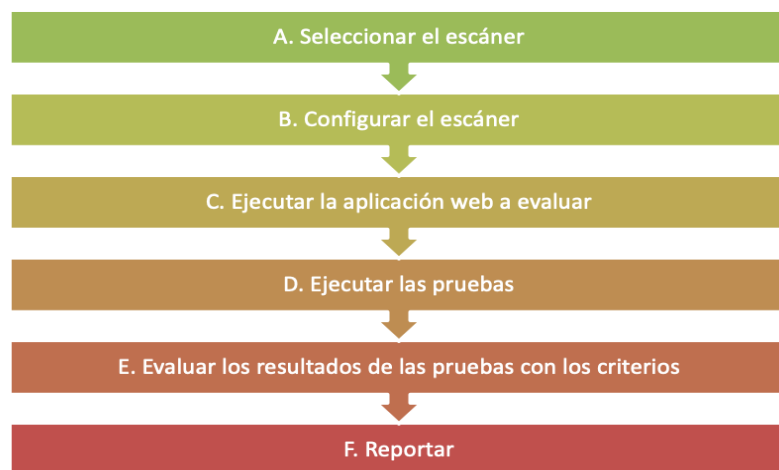 A. Seleccionar el escáner
B. Configurar el escáner
C. Ejecutar la aplicación web a evaluar
D. Ejecutar las pruebas
E. Evaluar los resultados de las pruebas con los criterios
F. Reportar